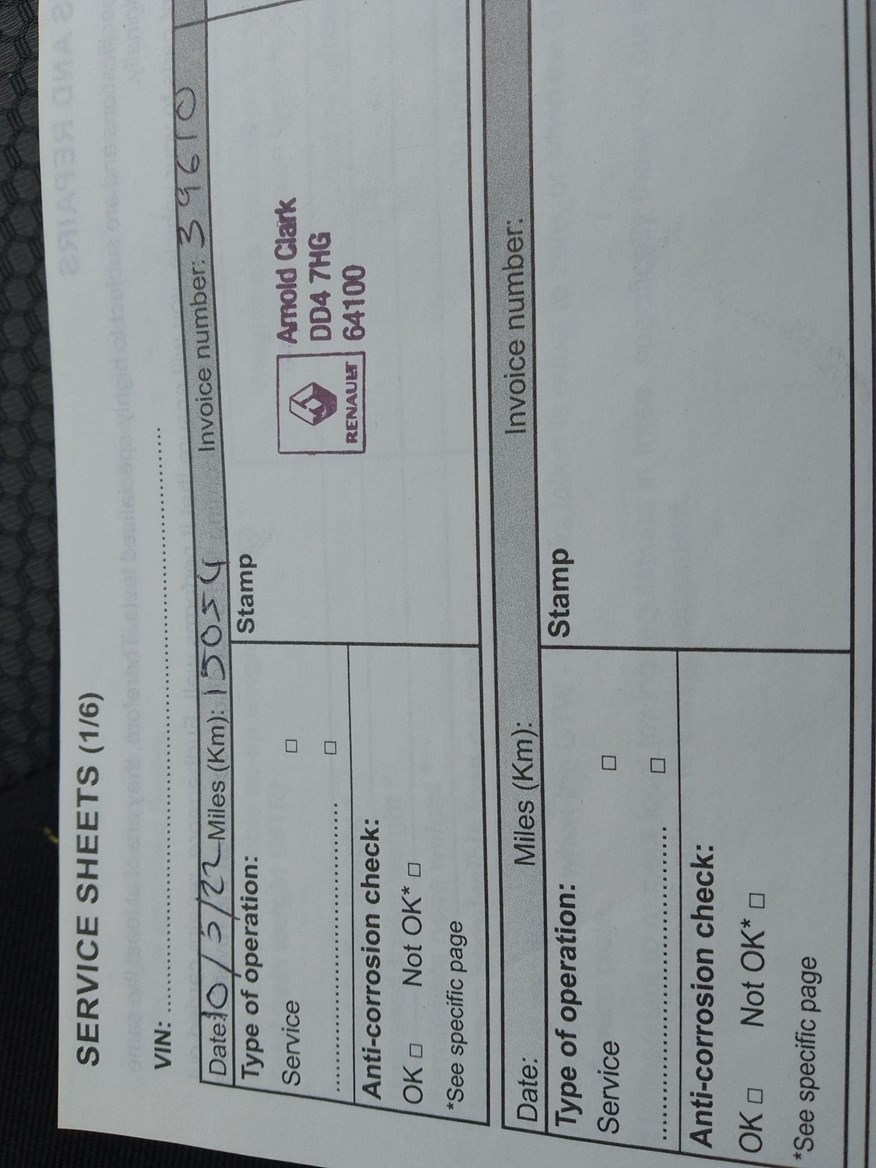 SERVICE SHEETS (1/6)
VIN: ................................................................
Date: 10/3/22 Miles (Km): 15054 Invoice number: 39610
Type of operation:
Stamp
Service □
.................................... □
Arnold Clark
DD4 7HG
64100
RENAULT
Anti-corrosion check:
OK □ Not OK* □
*See specific page
Date: Miles (Km): Invoice number:
Type of operation:
Stamp
Service □
.................................... □
Anti-corrosion check:
OK □ Not OK* □
*See specific page